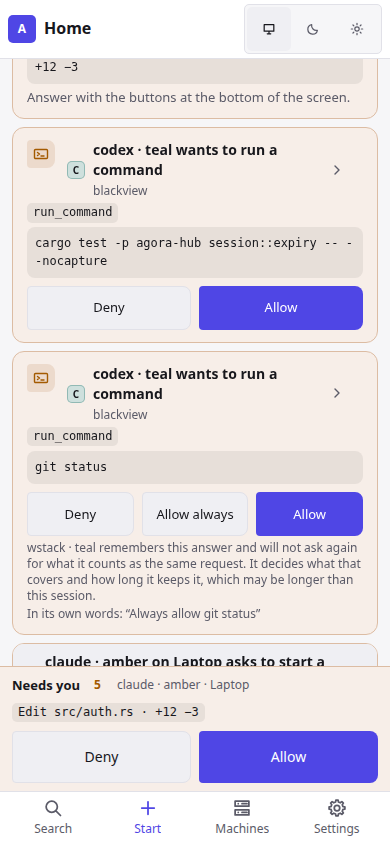 A Home
+12 −3
Answer with the buttons at the bottom of the screen.
codex · teal wants to run a
command
C
blackview
run_command
cargo test -p agora-hub session::expiry -- -
-nocapture
Deny Allow
codex · teal wants to run a
command
C
blackview
run_command
git status
Deny Allow always Allow
wstack · teal remembers this answer and will not ask again
for what it counts as the same request. It decides what that
covers and how long it keeps it, which may be longer than
this session.
In its own words: “Always allow git status”
claude · amber on Laptop asks to start a
Needs you 5 claude · amber · Laptop
Edit src/auth.rs · +12 −3
Deny Allow
Search Start Machines Settings